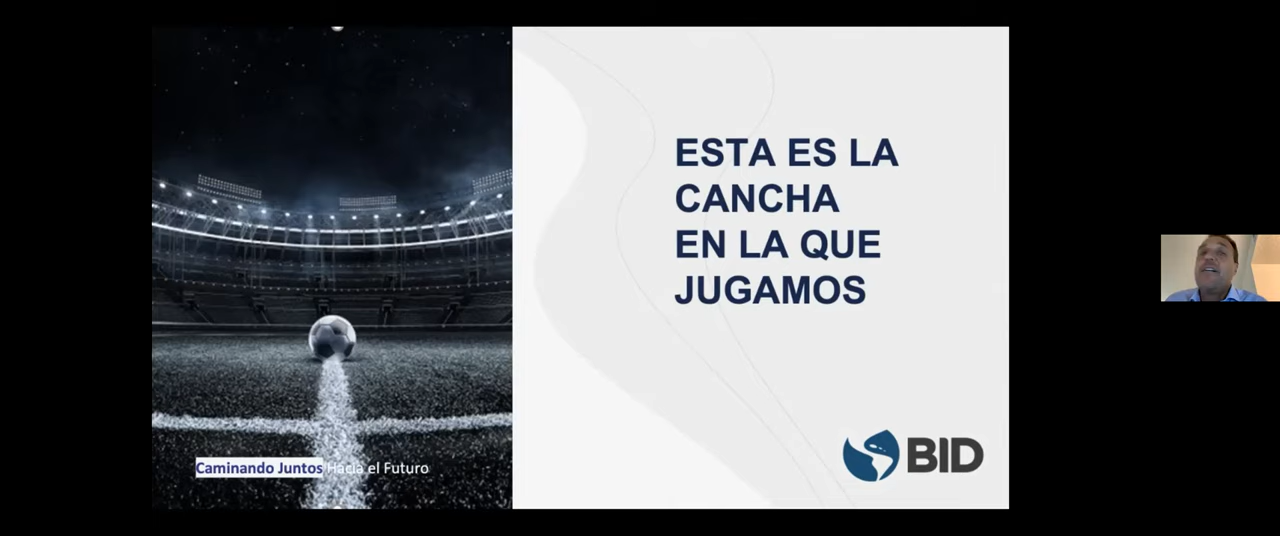 ESTA ES LA
CANCHA
EN LA QUE
JUGAMOS
Caminando Juntos Hacia el Futuro
BID